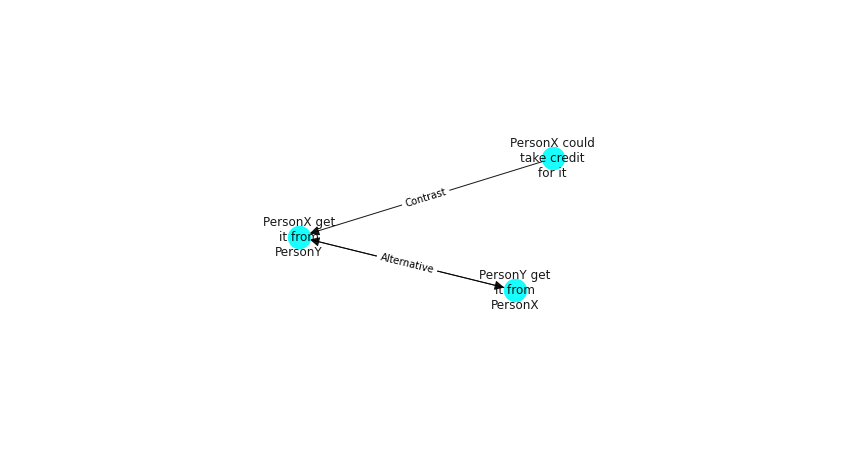 PersonX could
take credit
for it
Contrast
PersonX get
it from
PersonY
Alternative
PersonY get
it from
PersonX